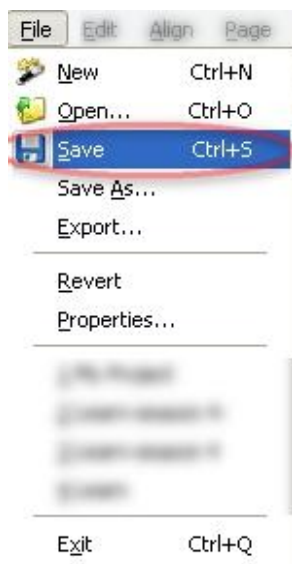 File Edit Align Page
New Ctrl+N
Open... Ctrl+O
Save Ctrl+S
Save As...
Export...
Revert
Properties...
Exit Ctrl+Q